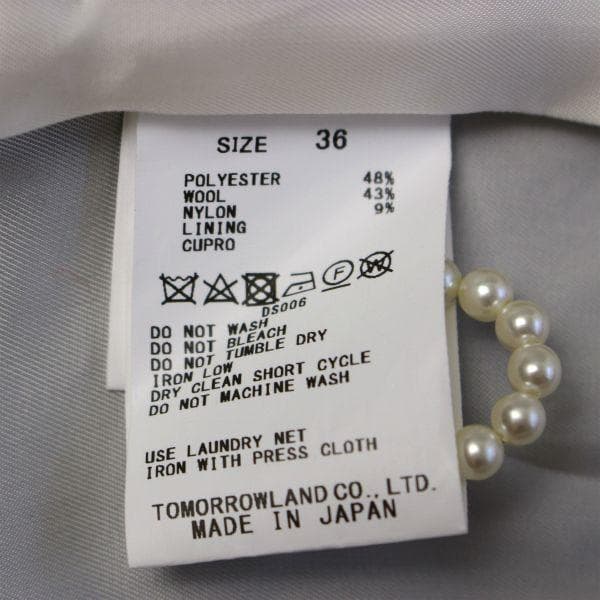 SIZE 36
POLYESTER 48%
WOOL 43%
NYLON 9%
LINING
CUPRO
F W
DS006
DO NOT WASH
DO NOT BLEACH
DO NOT TUMBLE DRY
IRON LOW
DRY CLEAN SHORT CYCLE
DO NOT MACHINE WASH
USE LAUNDRY NET
IRON WITH PRESS CLOTH
TOMORROWLAND CO., LTD.
MADE IN JAPAN